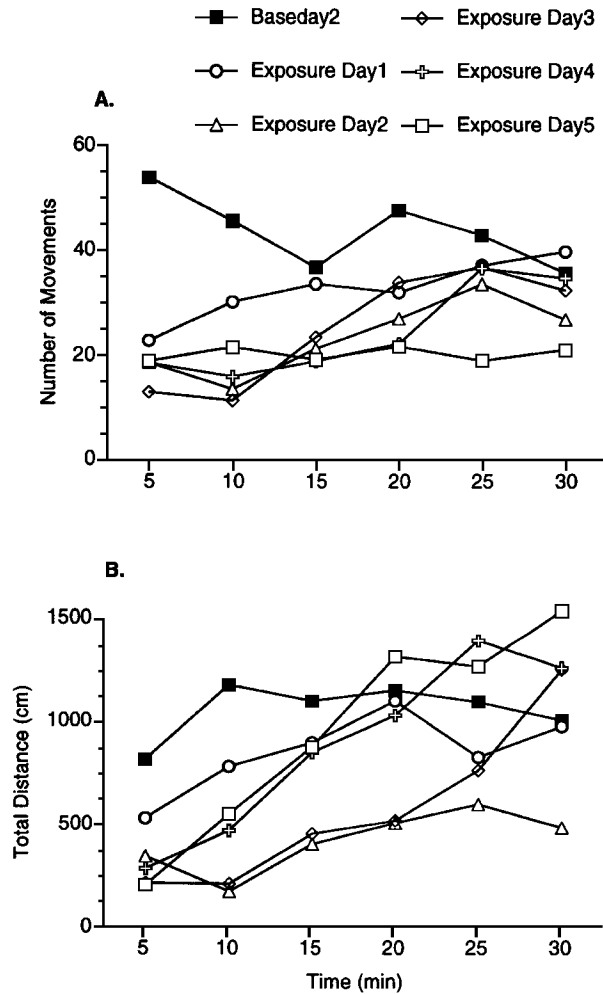 Baseday2 Exposure Day3
Exposure Day1 Exposure Day4
Exposure Day2 Exposure Day5
A.
60
40
20
0
Number of Movements
5 10 15 20 25 30
B.
1500
1000
500
0
Total Distance (cm)
5 10 15 20 25 30
Time (min)